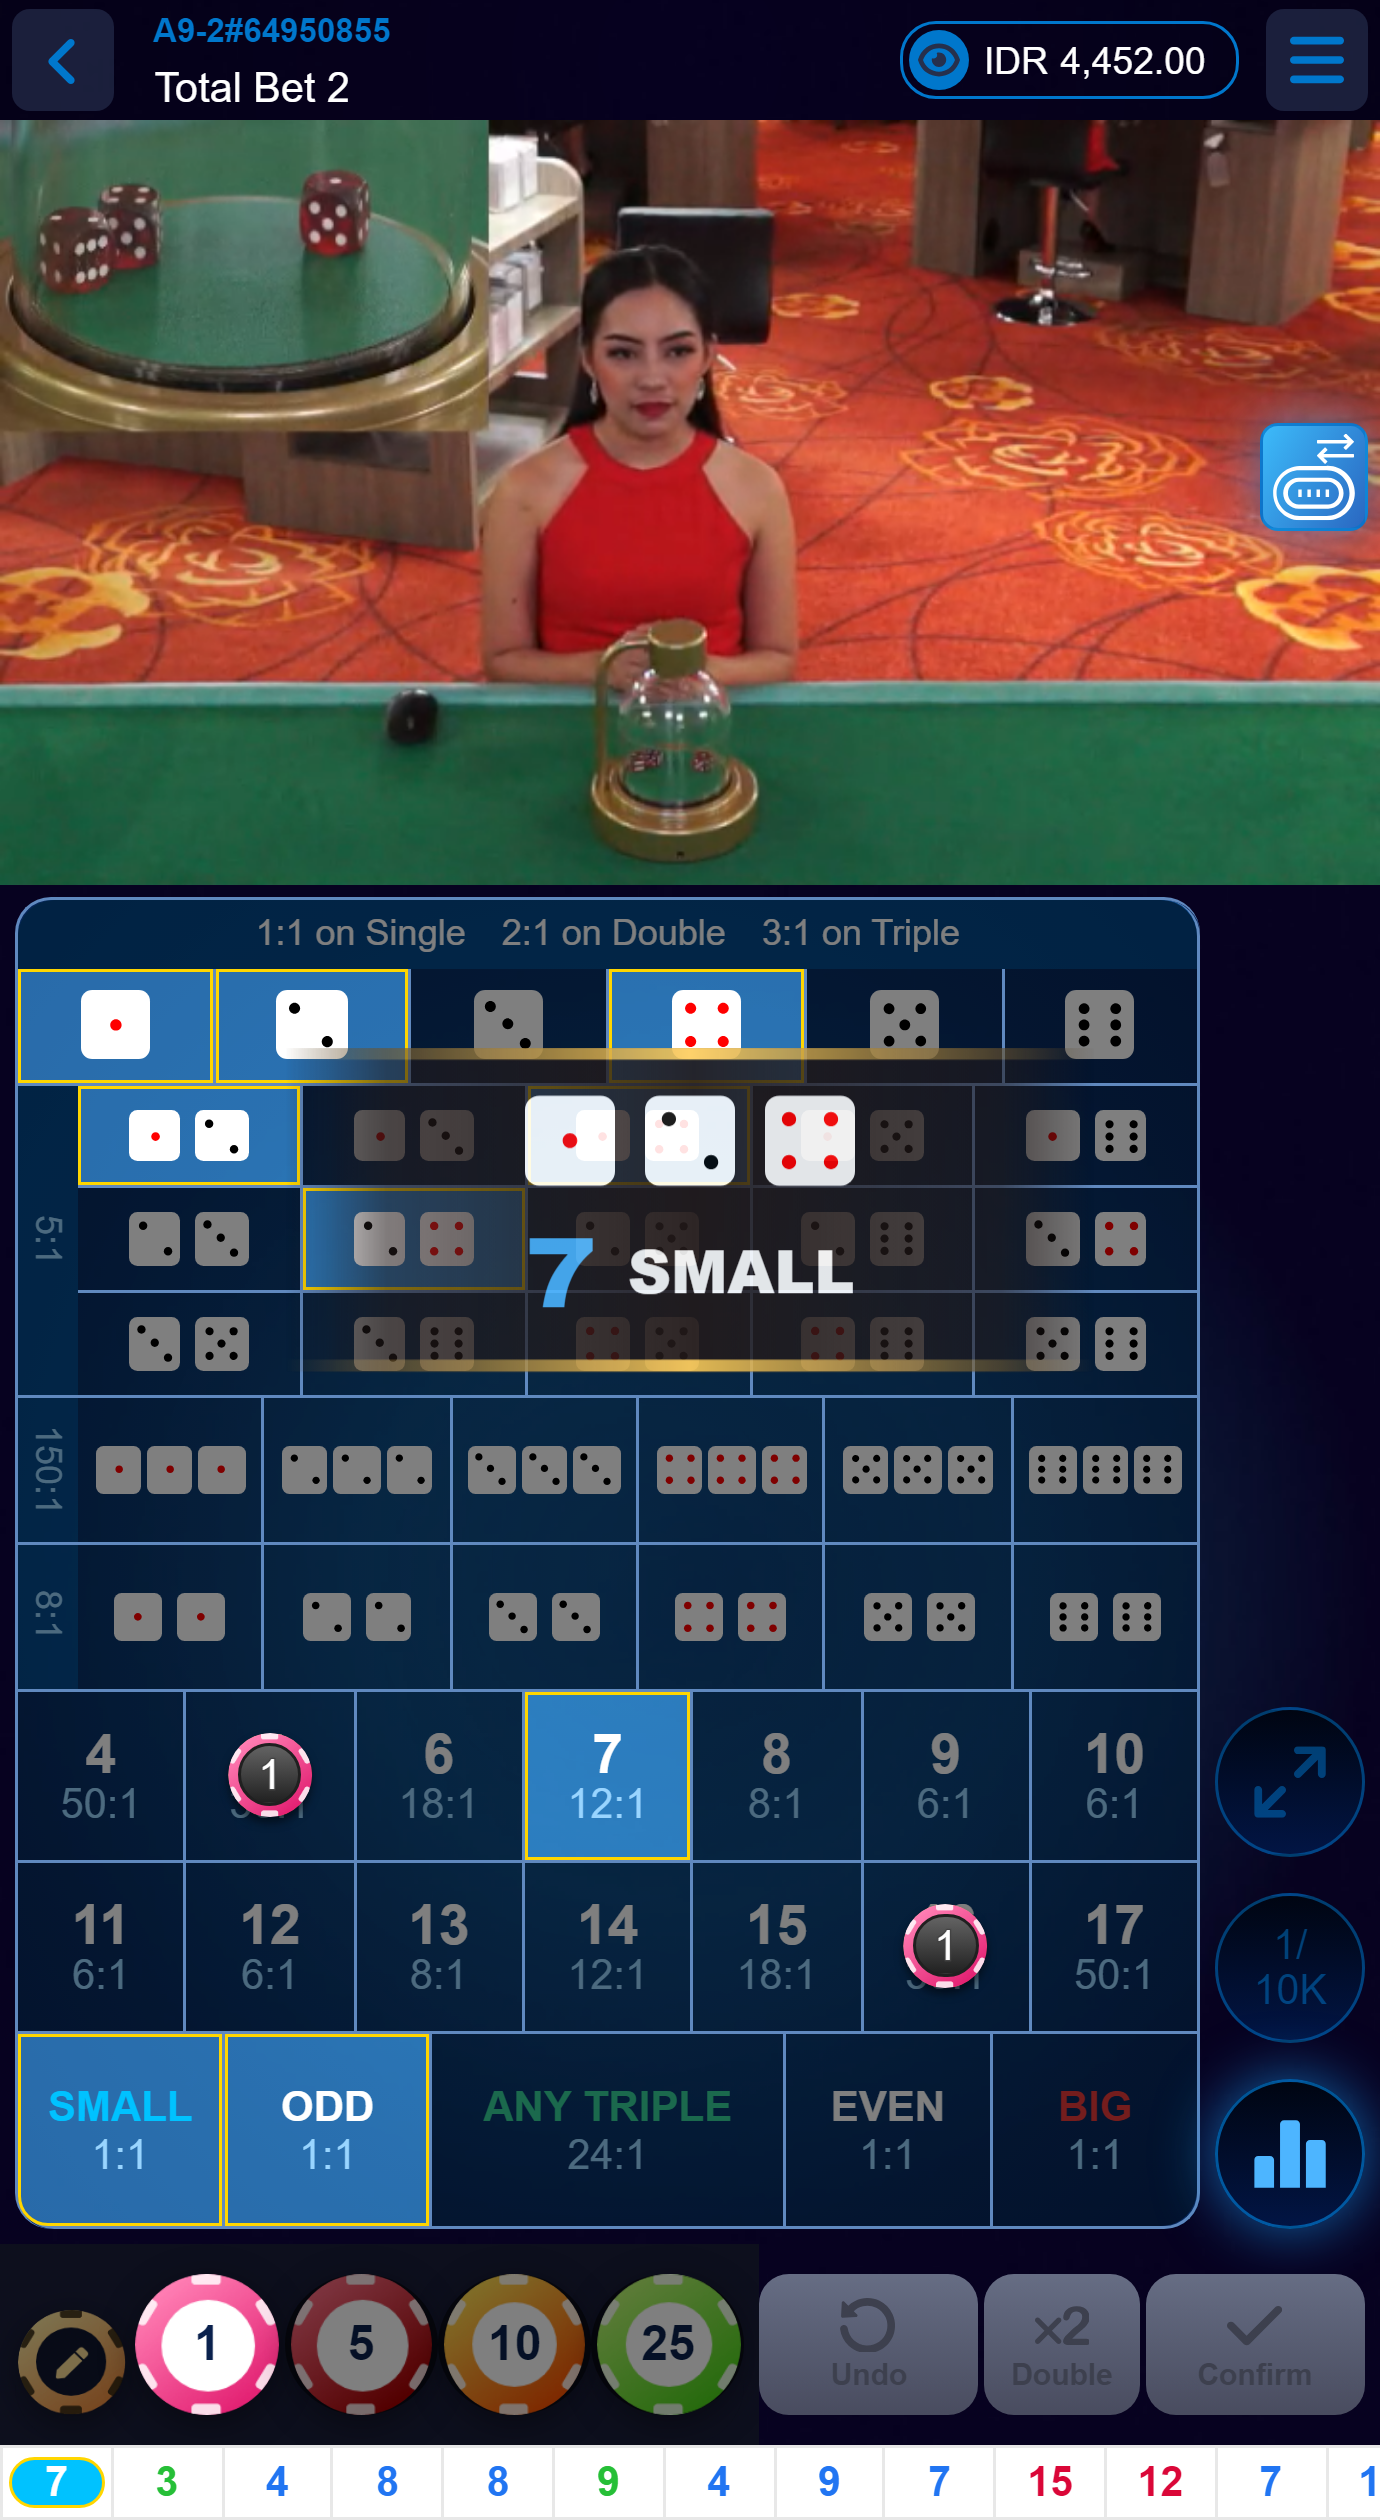 A9-2#64950855
Total Bet 2
IDR 4,452.00
1:1 on Single 2:1 on Double 3:1 on Triple
5:1
7 SMALL
150:1
8:1
4 1 6 7 8 9 10
50:1 18:1 12:1 8:1 6:1 6:1
11 12 13 14 15 1 17
6:1 6:1 8:1 12:1 18:1 50:1
1/
10K
SMALL ODD ANY TRIPLE EVEN BIG
1:1 1:1 24:1 1:1 1:1
1 5 10 25
x2
Undo Double Confirm
7 3 4 8 8 9 4 9 7 15 12 7 1